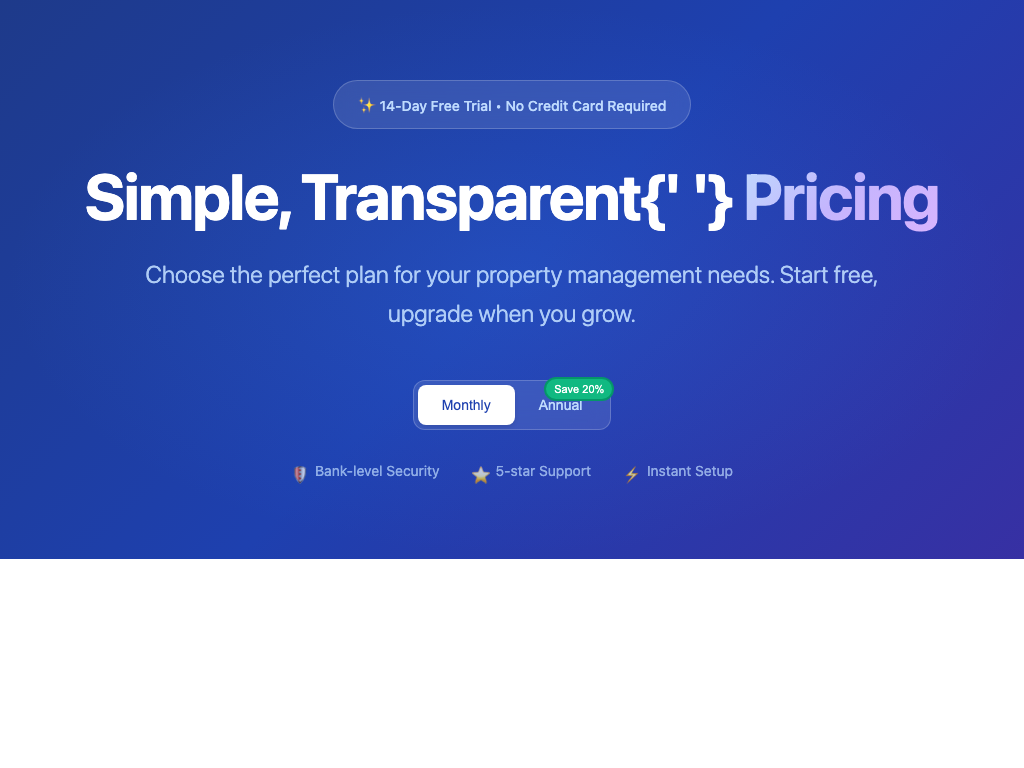 ✨ 14-Day Free Trial • No Credit Card Required
Simple, Transparent{' '} Pricing
Choose the perfect plan for your property management needs. Start free,
upgrade when you grow.
Save 20%
Monthly Annual
Bank-level Security 5-star Support Instant Setup